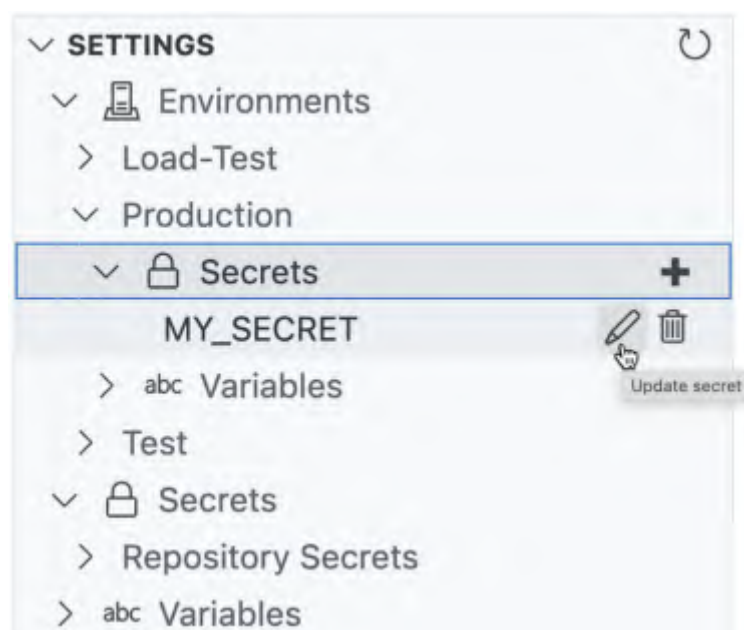 SETTINGS
Environments
Load-Test
Production
Secrets
MY_SECRET
abc Variables
Update secret
Test
Secrets
Repository Secrets
abc Variables